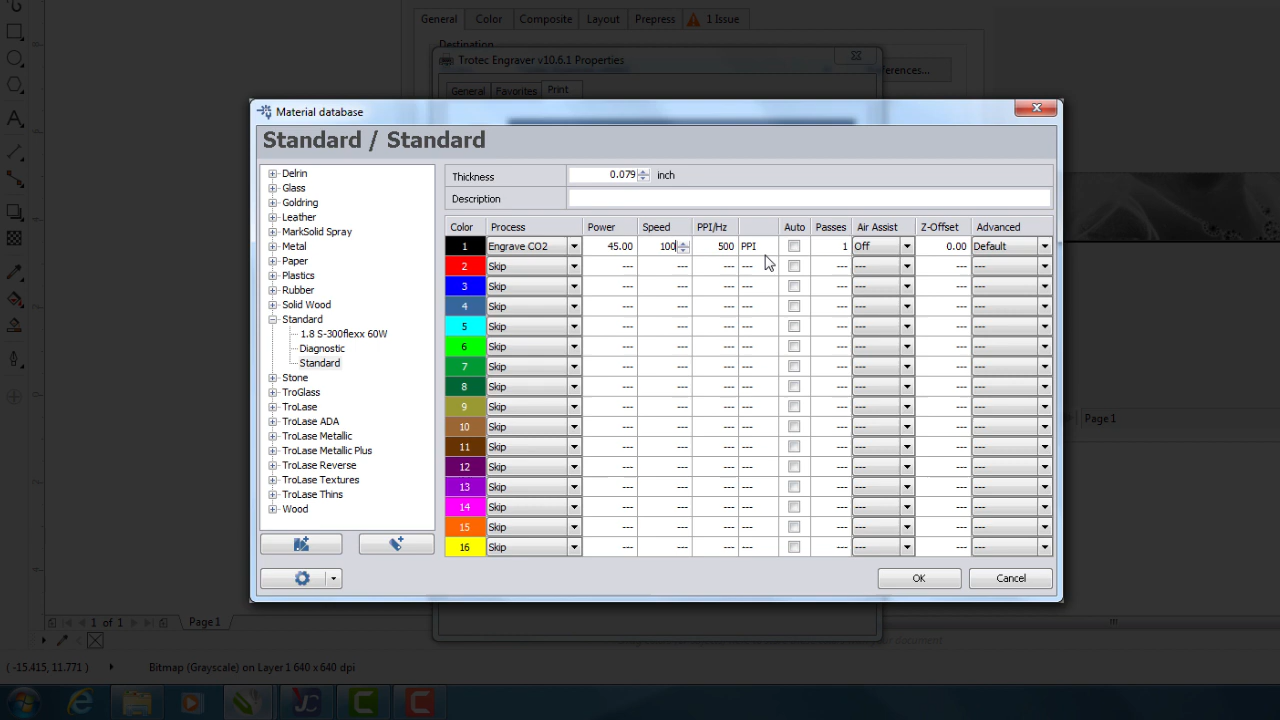 General Color Composite Layout Prepress 1 Issue
Destination
Trotec Engraver v10.6.1 Properties
erences...
General Favorites Print
Material database
Standard / Standard
Delrin
Glass
Goldring
Leather
MarkSolid Spray
Metal
Paper
Plastics
Rubber
Solid Wood
Standard
1.8 S-300flexx 60W
Diagnostic
Standard
Stone
TroGlass
TroLase
TroLase ADA
TroLase Metallic
TroLase Metallic Plus
TroLase Reverse
TroLase Textures
TroLase Thins
Wood
Thickness 0.079 inch
Description
Color Process Power Speed PPI/Hz Auto Passes Air Assist Z-Offset Advanced
1 Engrave CO2 45.00 100 500 PPI 1 Off 0.00 Default
2 Skip --- --- --- --- --- --- --- ---
3 Skip --- --- --- --- --- --- --- ---
4 Skip --- --- --- --- --- --- --- ---
5 Skip --- --- --- --- --- --- --- ---
6 Skip --- --- --- --- --- --- --- ---
7 Skip --- --- --- --- --- --- --- ---
8 Skip --- --- --- --- --- --- --- ---
9 Skip --- --- --- --- --- --- --- ---
10 Skip --- --- --- --- --- --- --- ---
11 Skip --- --- --- --- --- --- --- ---
12 Skip --- --- --- --- --- --- --- ---
13 Skip --- --- --- --- --- --- --- ---
14 Skip --- --- --- --- --- --- --- ---
15 Skip --- --- --- --- --- --- --- ---
16 Skip --- --- --- --- --- --- --- ---
OK Cancel
Page 1
1 of 1 Page 1
( -15.415, 11.771 ) Bitmap (Grayscale) on Layer 1 640 x 640 dpi